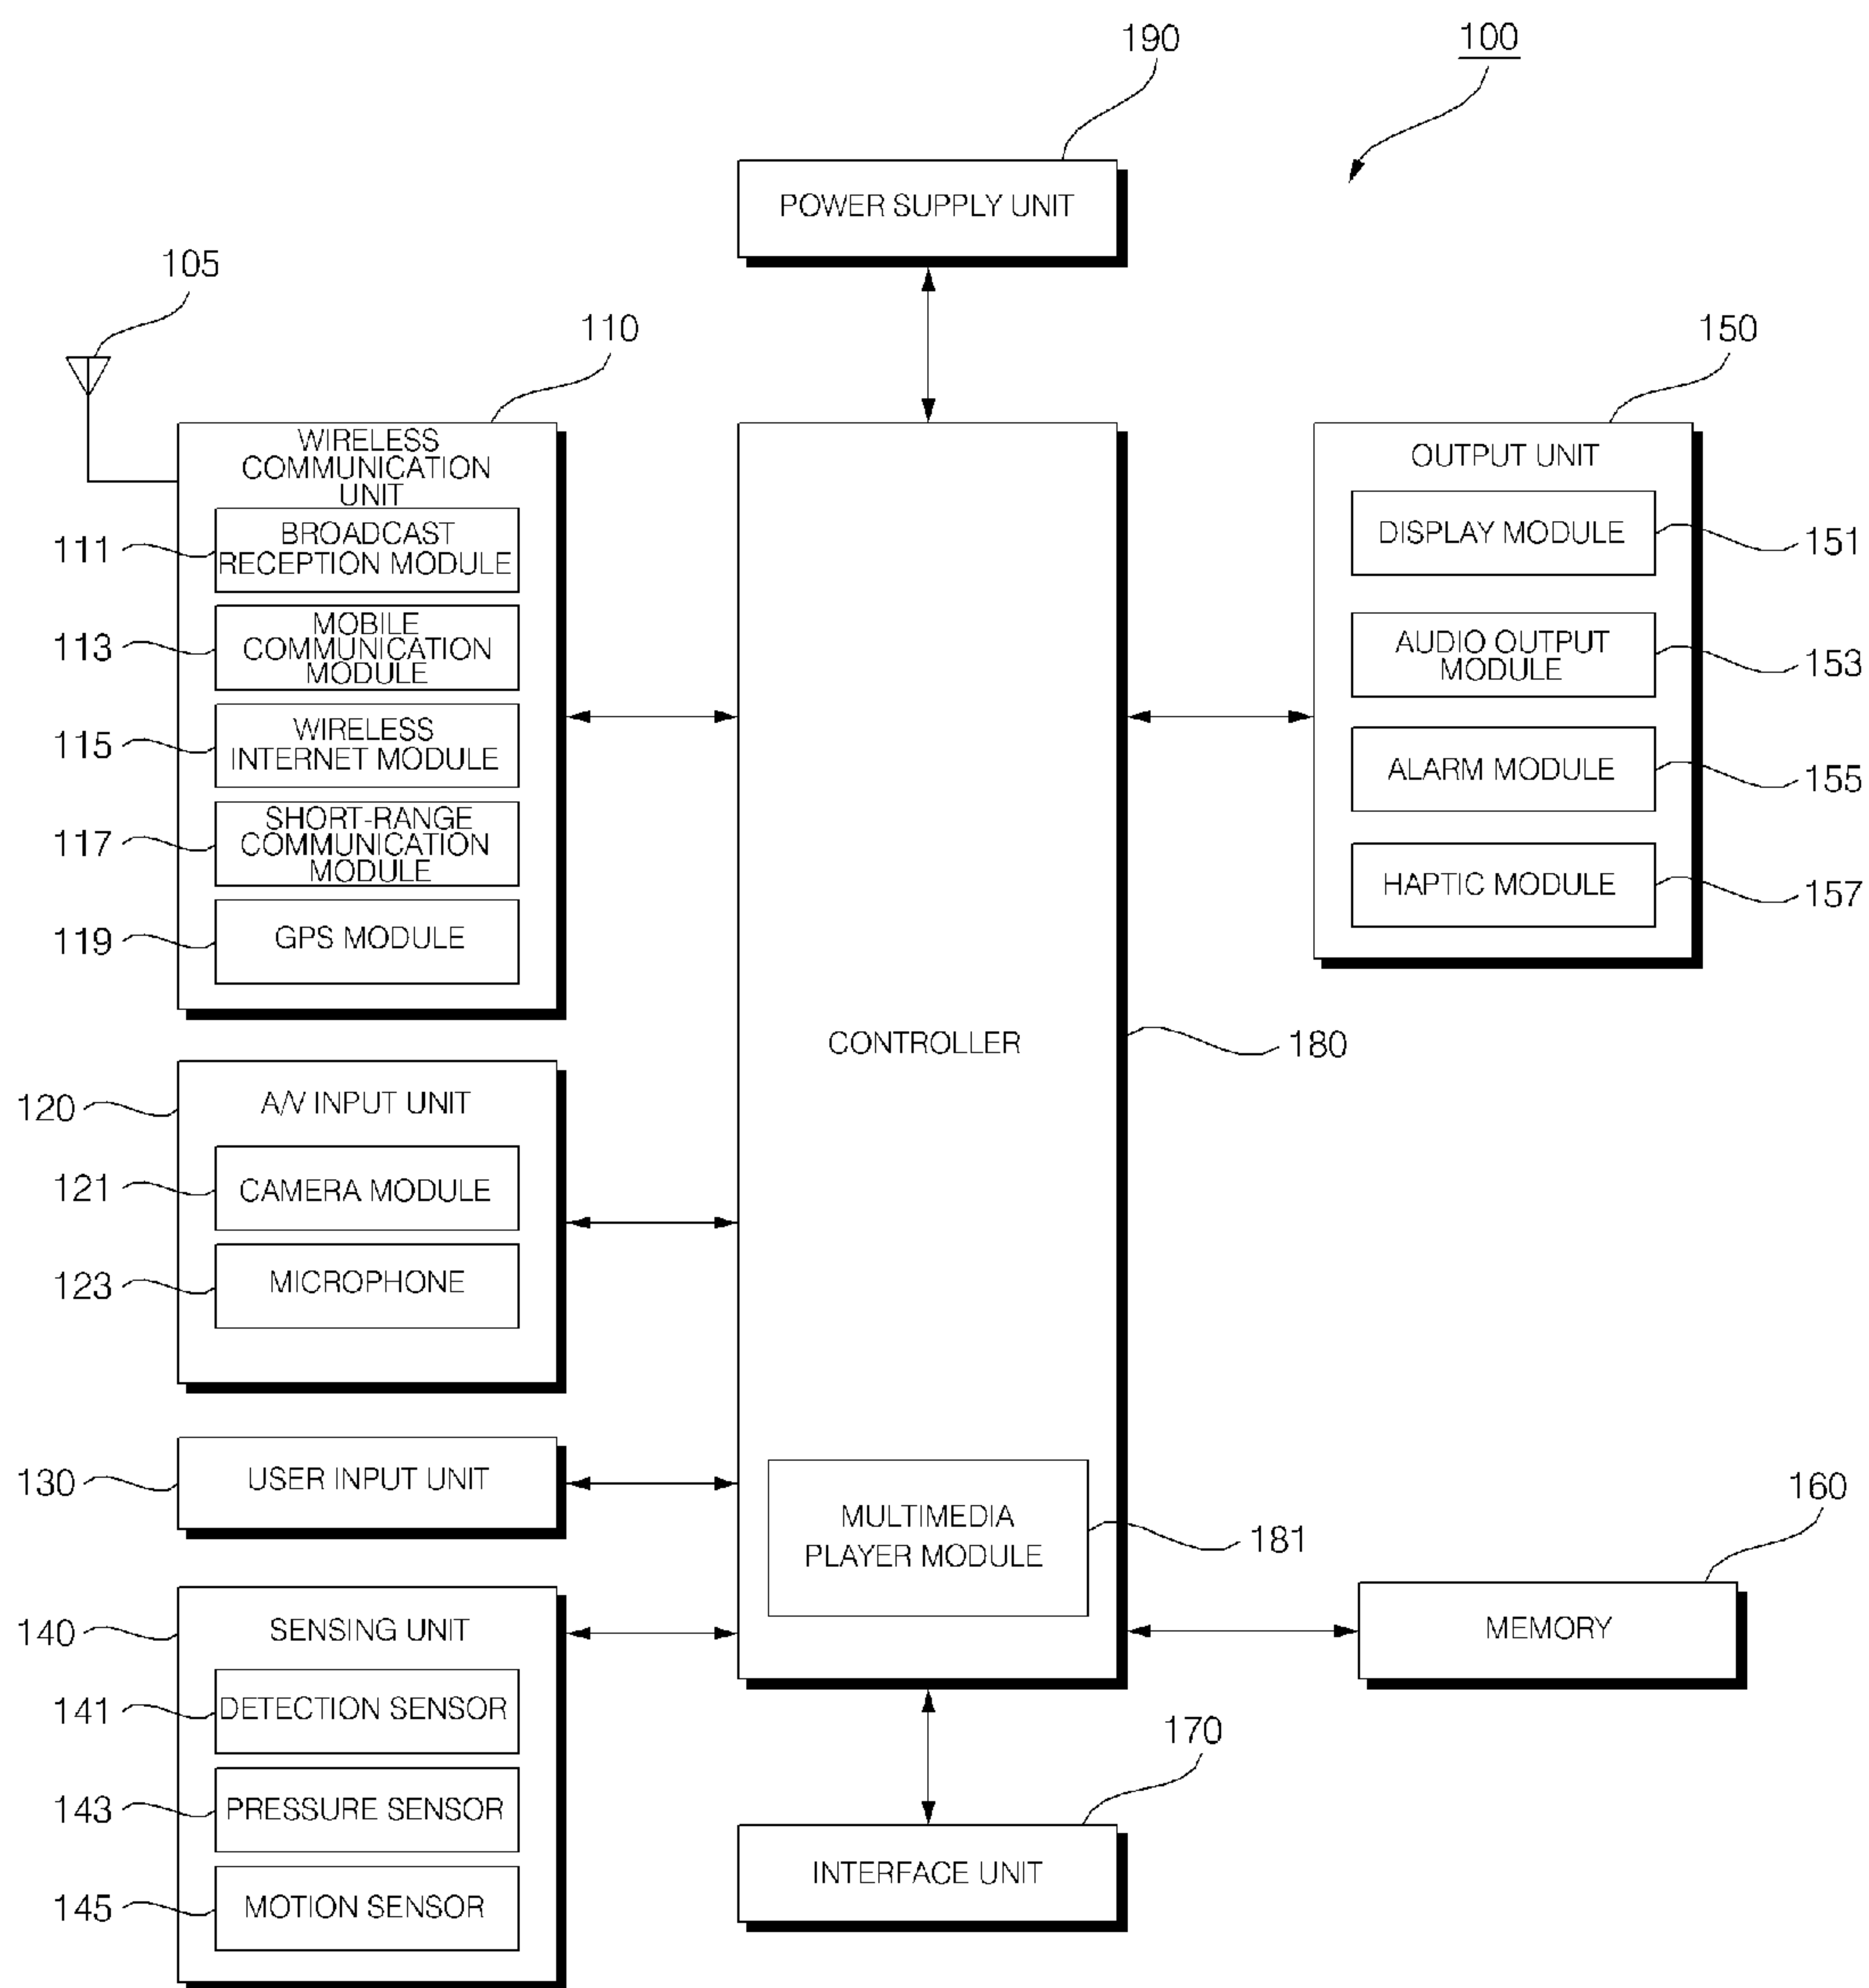 190
100
POWER SUPPLY UNIT
105
110
150
WIRELESS
COMMUNICATION
UNIT
111
BROADCAST
RECEPTION MODULE
113
MOBILE
COMMUNICATION
MODULE
115
WIRELESS
INTERNET MODULE
117
SHORT-RANGE
COMMUNICATION
MODULE
119
GPS MODULE
OUTPUT UNIT
DISPLAY MODULE
151
AUDIO OUTPUT
MODULE
153
ALARM MODULE
155
HAPTIC MODULE
157
CONTROLLER
180
120
A/V INPUT UNIT
121
CAMERA MODULE
123
MICROPHONE
130
USER INPUT UNIT
MULTIMEDIA
PLAYER MODULE
181
160
MEMORY
140
SENSING UNIT
141
DETECTION SENSOR
143
PRESSURE SENSOR
145
MOTION SENSOR
170
INTERFACE UNIT